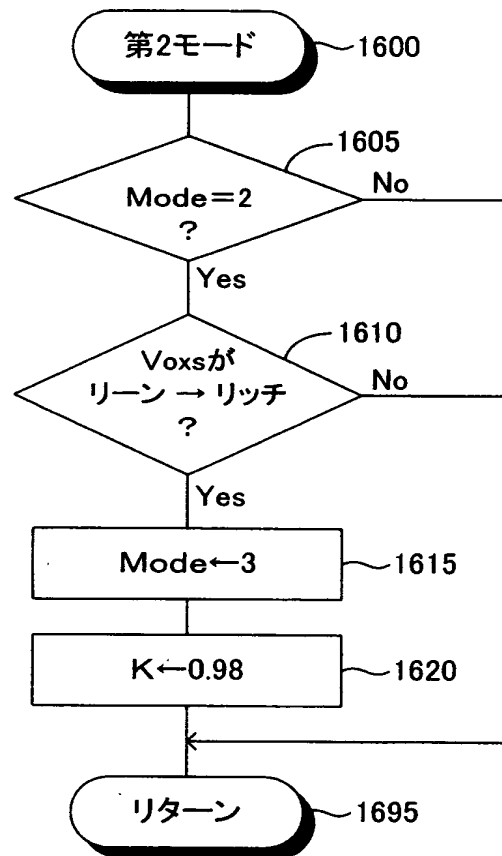 第2モード
1600
1605
Mode=2
?
No
Yes
1610
Voxsが
リーン → リッチ
?
No
Yes
Mode←3
1615
K←0.98
1620
リターン
1695